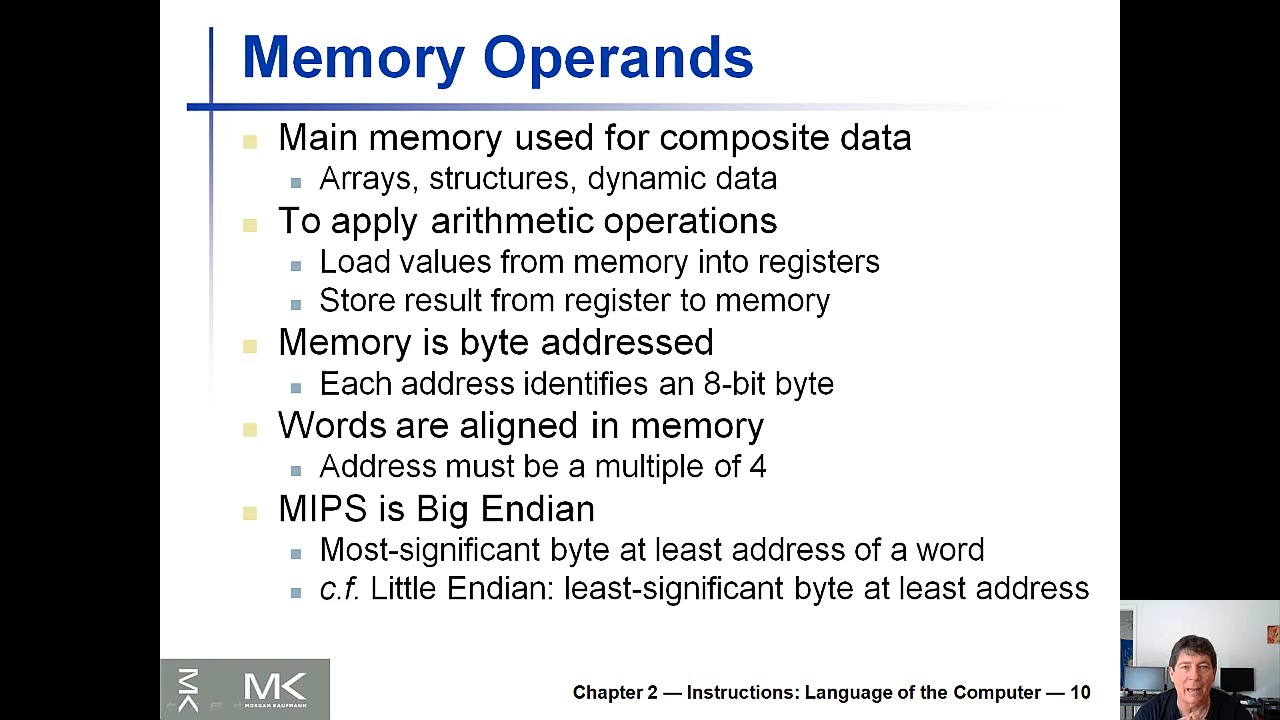 Memory Operands
Main memory used for composite data
Arrays, structures, dynamic data
To apply arithmetic operations
Load values from memory into registers
Store result from register to memory
Memory is byte addressed
Each address identifies an 8-bit byte
Words are aligned in memory
Address must be a multiple of 4
MIPS is Big Endian
Most-significant byte at least address of a word
c.f. Little Endian: least-significant byte at least address
MK
MK
MORGAN KAUFMANN
Chapter 2 — Instructions: Language of the Computer — 10